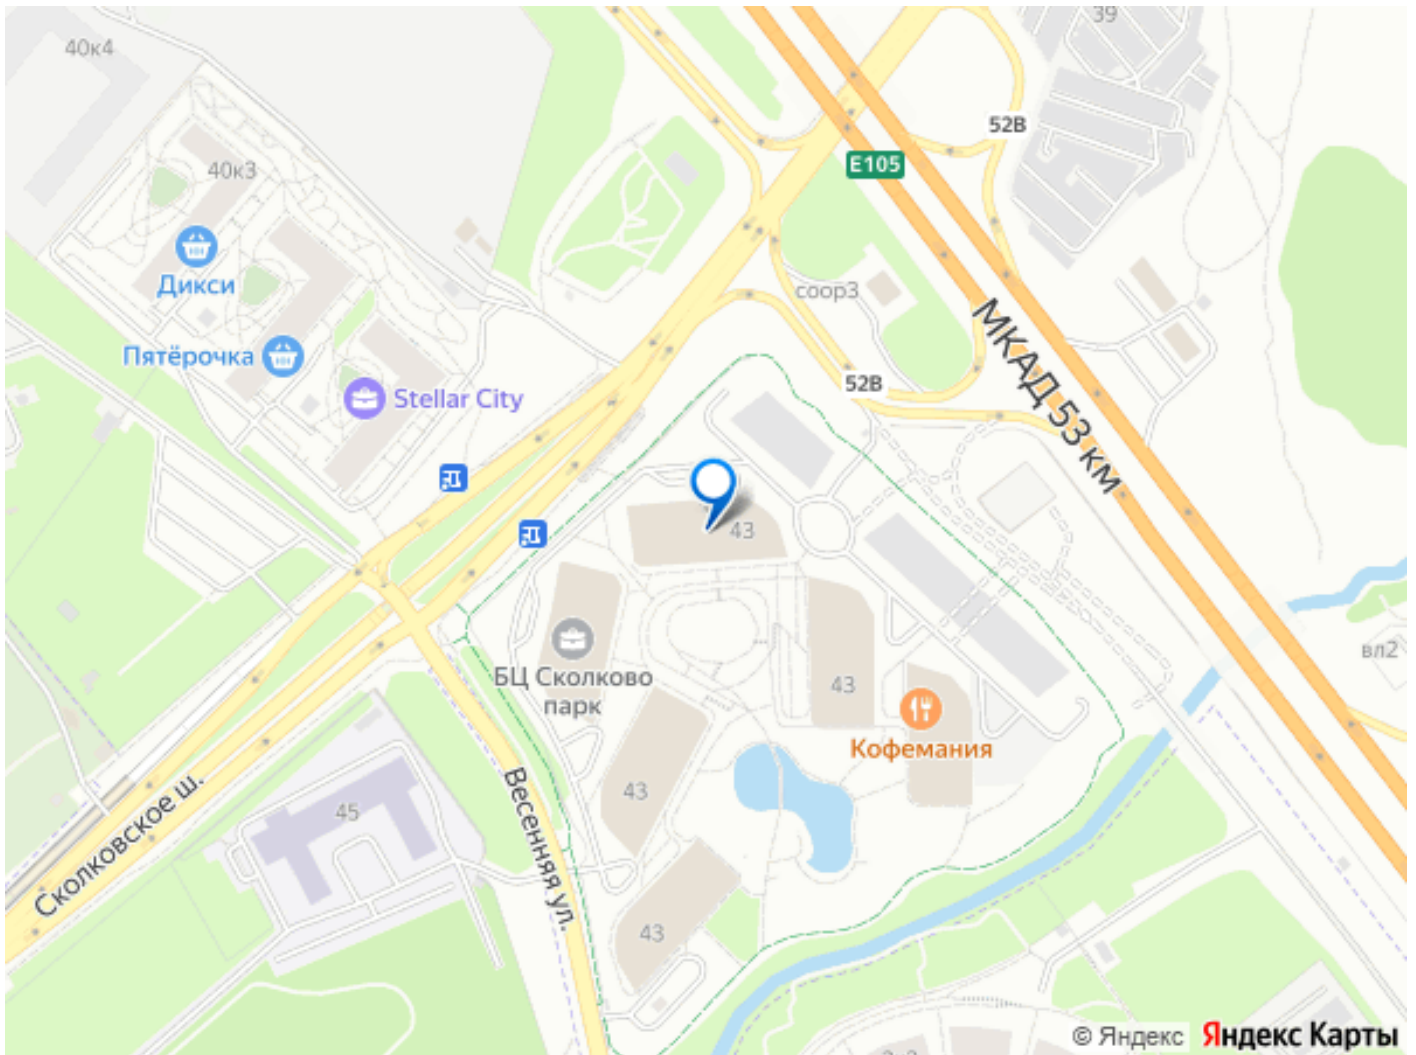 39
40к4
52В
E105
40к3
Дикси
соор3
МКАД 53 км
Пятёрочка
52В
Stellar City
43
вл2
БЦ Сколково
парк
43
Кофемания
Сколковское ш.
Весенняя ул.
43
45
43
© Яндекс
Яндекс Карты